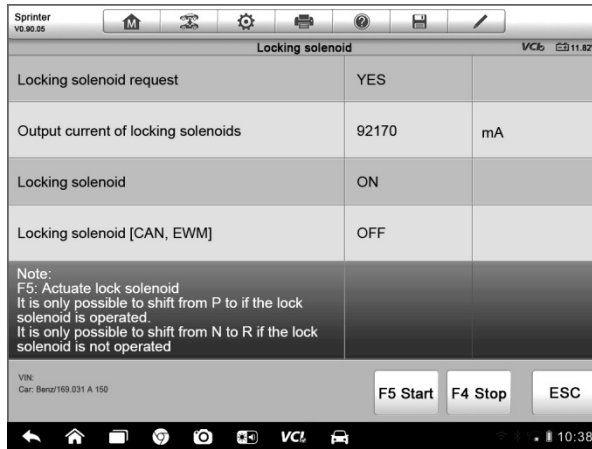 Sprinter
V0.90.05
Locking solenoid
VCI 11.82V
Locking solenoid request YES
Output current of locking solenoids 92170 mA
Locking solenoid ON
Locking solenoid [CAN, EWM] OFF
Note:
F5: Actuate lock solenoid
It is only possible to shift from P to if the lock
solenoid is operated.
It is only possible to shift from N to R if the lock
solenoid is not operated
VIN:
Car: Benz/169.031 A 150
F5 Start F4 Stop ESC
VCI 10:38